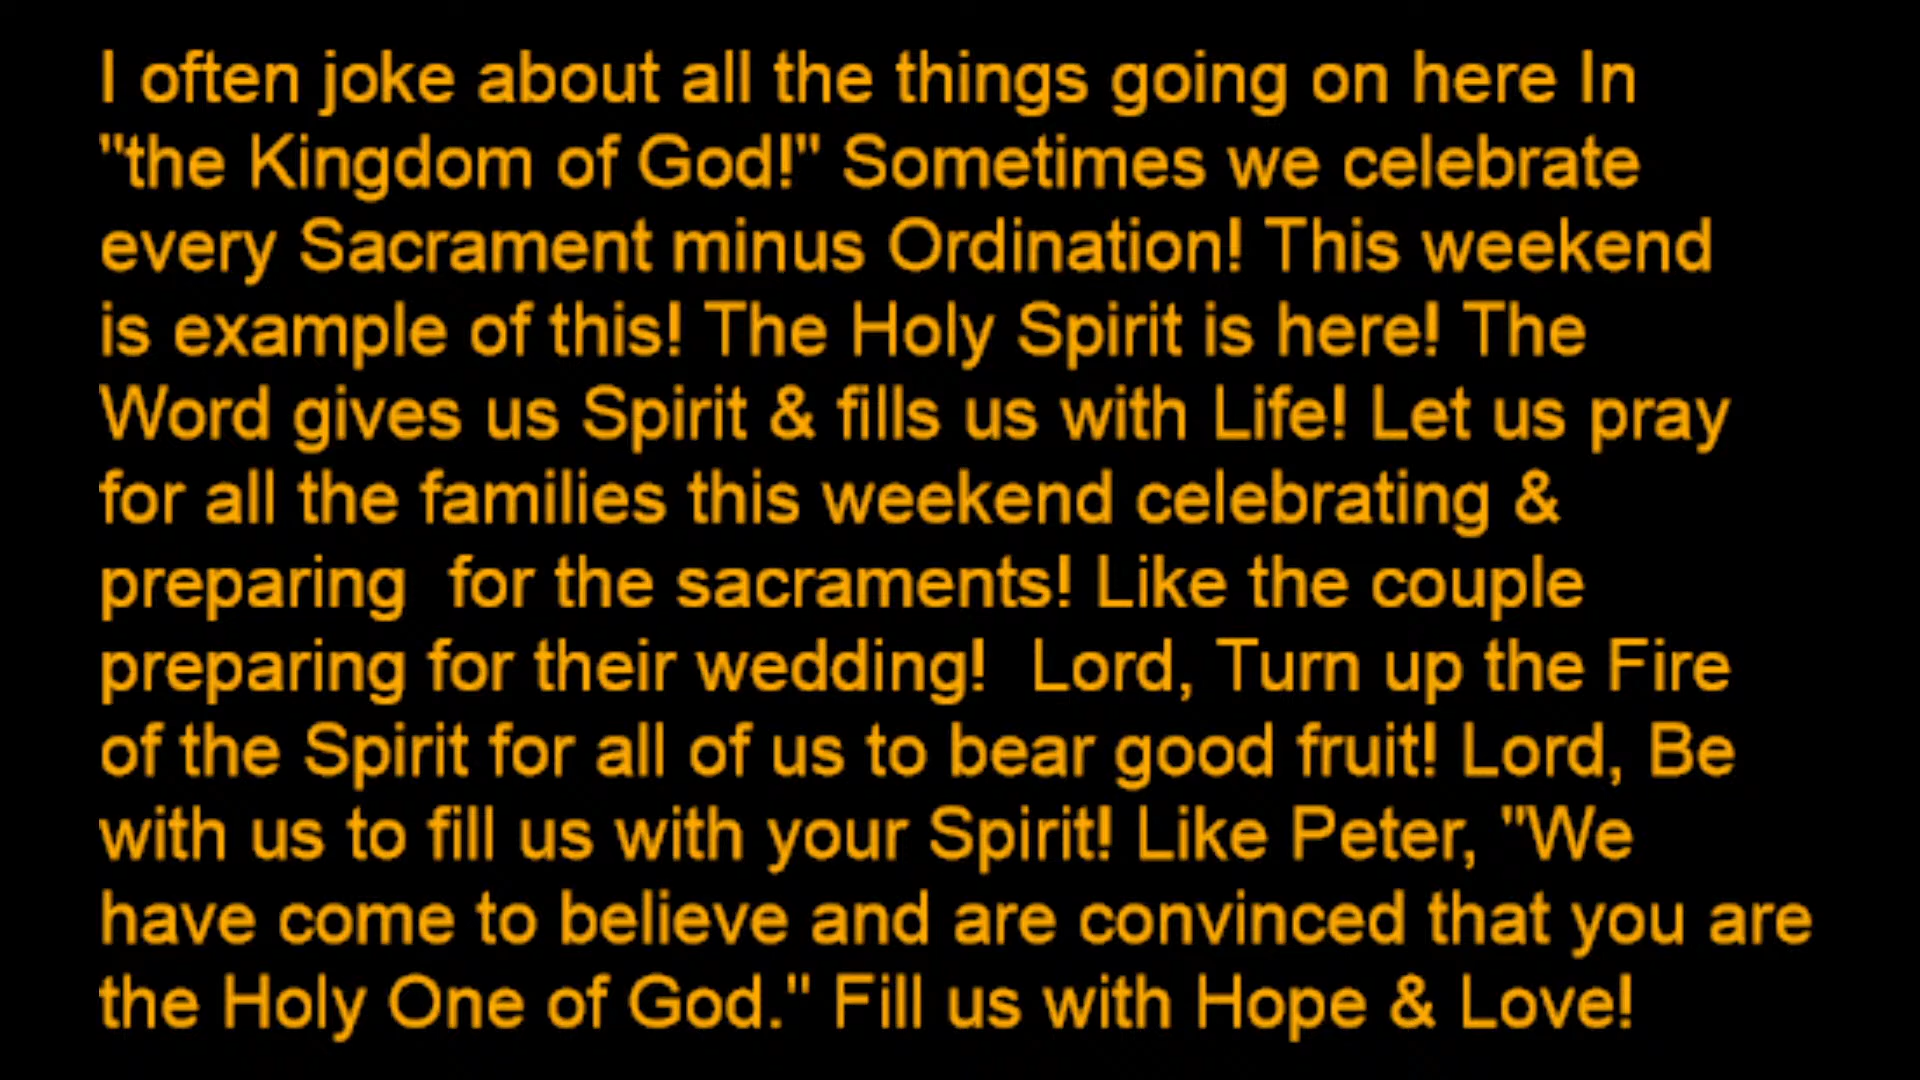 I often joke about all the things going on here In
"the Kingdom of God!" Sometimes we celebrate
every Sacrament minus Ordination! This weekend
is example of this! The Holy Spirit is here! The
Word gives us Spirit & fills us with Life! Let us pray
for all the families this weekend celebrating &
preparing  for the sacraments! Like the couple
preparing for their wedding!  Lord, Turn up the Fire
of the Spirit for all of us to bear good fruit! Lord, Be
with us to fill us with your Spirit! Like Peter, "We
have come to believe and are convinced that you are
the Holy One of God." Fill us with Hope & Love!